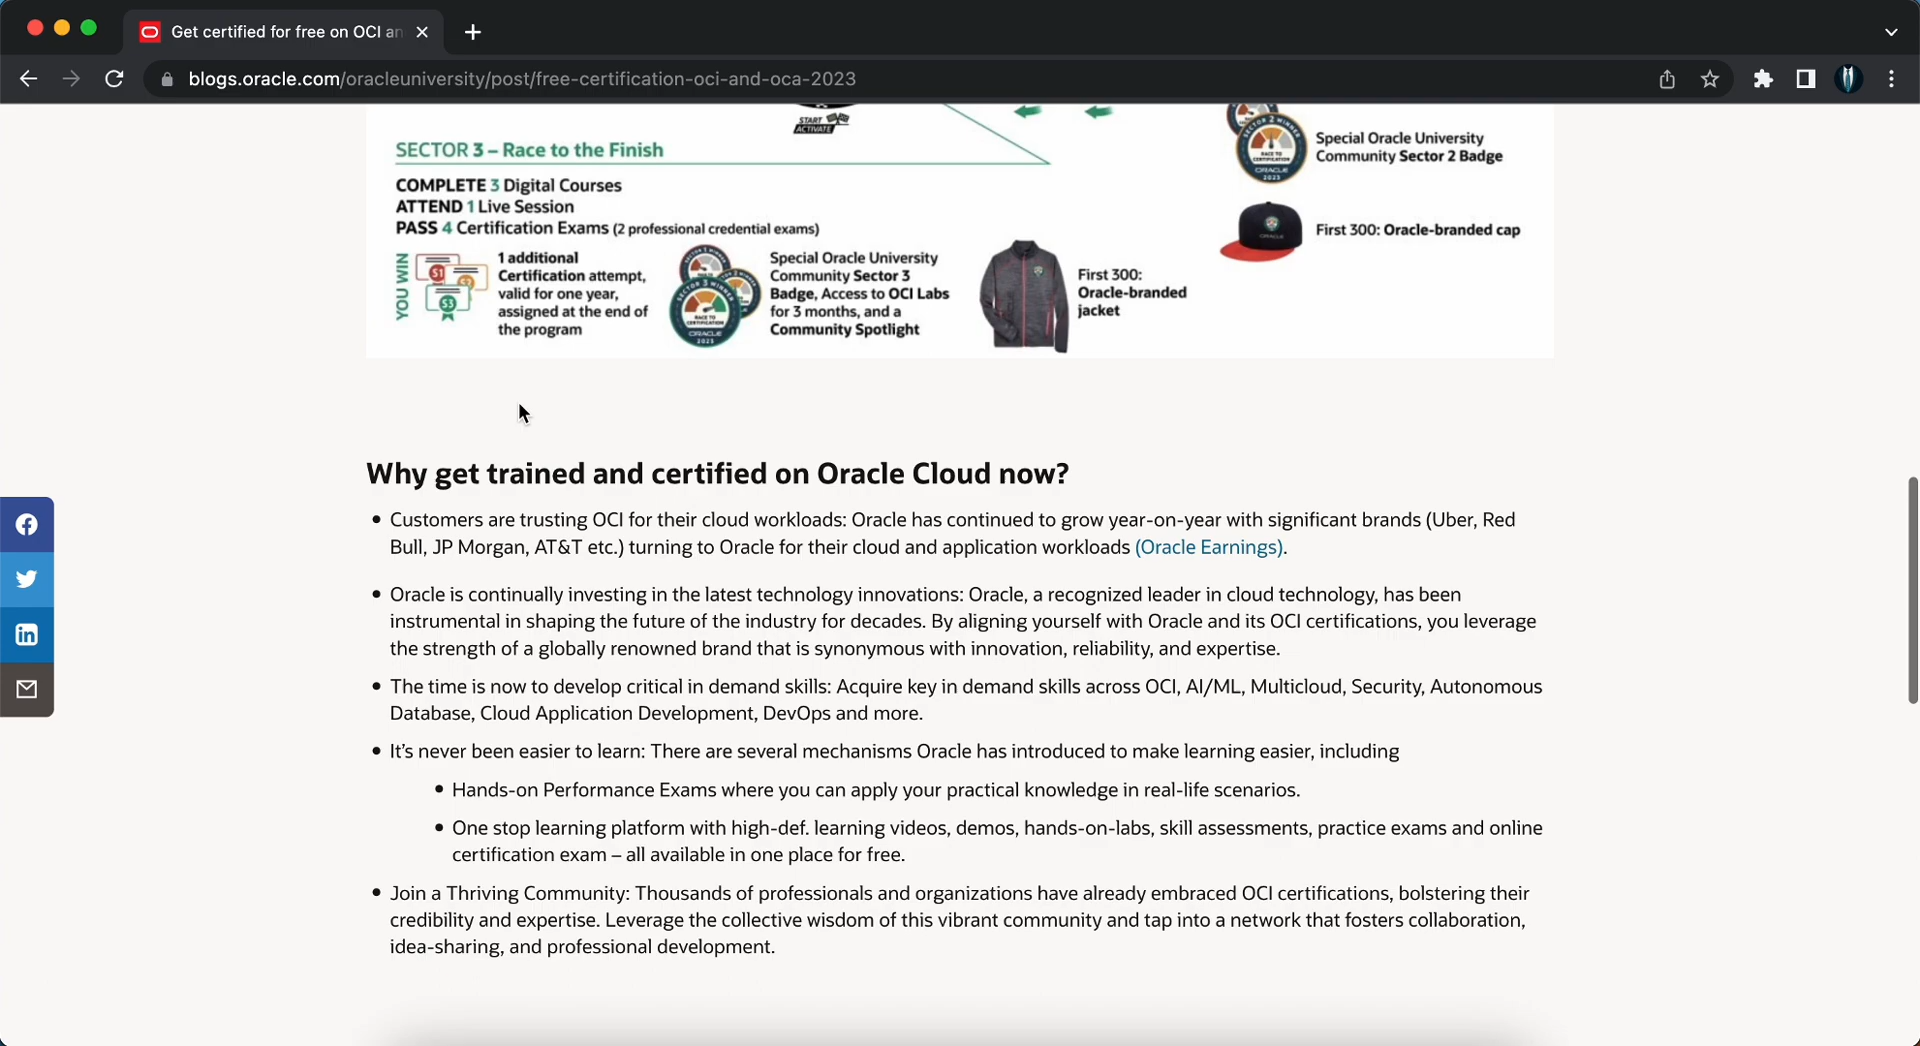 Get certified for free on OCI an
blogs.oracle.com/oracleuniversity/post/free-certification-oci-and-oca-2023
START
ACTIVATE
SECTOR 3 – Race to the Finish
COMPLETE 3 Digital Courses
ATTEND 1 Live Session
PASS 4 Certification Exams (2 professional credential exams)
YOU WIN
S1
S3
1 additional
Certification attempt,
valid for one year,
assigned at the end of
the program
SECTOR 3 WINNER
RACE TO
CERTIFICATION
ORACLE
2023
Special Oracle University
Community Sector 3
Badge, Access to OCI Labs
for 3 months, and a
Community Spotlight
First 300:
Oracle-branded
jacket
SECTOR 2 WINNER
RACE TO
CERTIFICATION
ORACLE
2023
Special Oracle University
Community Sector 2 Badge
ORACLE
First 300: Oracle-branded cap
Why get trained and certified on Oracle Cloud now?
• Customers are trusting OCI for their cloud workloads: Oracle has continued to grow year-on-year with significant brands (Uber, Red
Bull, JP Morgan, AT&T etc.) turning to Oracle for their cloud and application workloads (Oracle Earnings).
• Oracle is continually investing in the latest technology innovations: Oracle, a recognized leader in cloud technology, has been
instrumental in shaping the future of the industry for decades. By aligning yourself with Oracle and its OCI certifications, you leverage
the strength of a globally renowned brand that is synonymous with innovation, reliability, and expertise.
• The time is now to develop critical in demand skills: Acquire key in demand skills across OCI, AI/ML, Multicloud, Security, Autonomous
Database, Cloud Application Development, DevOps and more.
• It’s never been easier to learn: There are several mechanisms Oracle has introduced to make learning easier, including
• Hands-on Performance Exams where you can apply your practical knowledge in real-life scenarios.
• One stop learning platform with high-def. learning videos, demos, hands-on-labs, skill assessments, practice exams and online
certification exam – all available in one place for free.
• Join a Thriving Community: Thousands of professionals and organizations have already embraced OCI certifications, bolstering their
credibility and expertise. Leverage the collective wisdom of this vibrant community and tap into a network that fosters collaboration,
idea-sharing, and professional development.